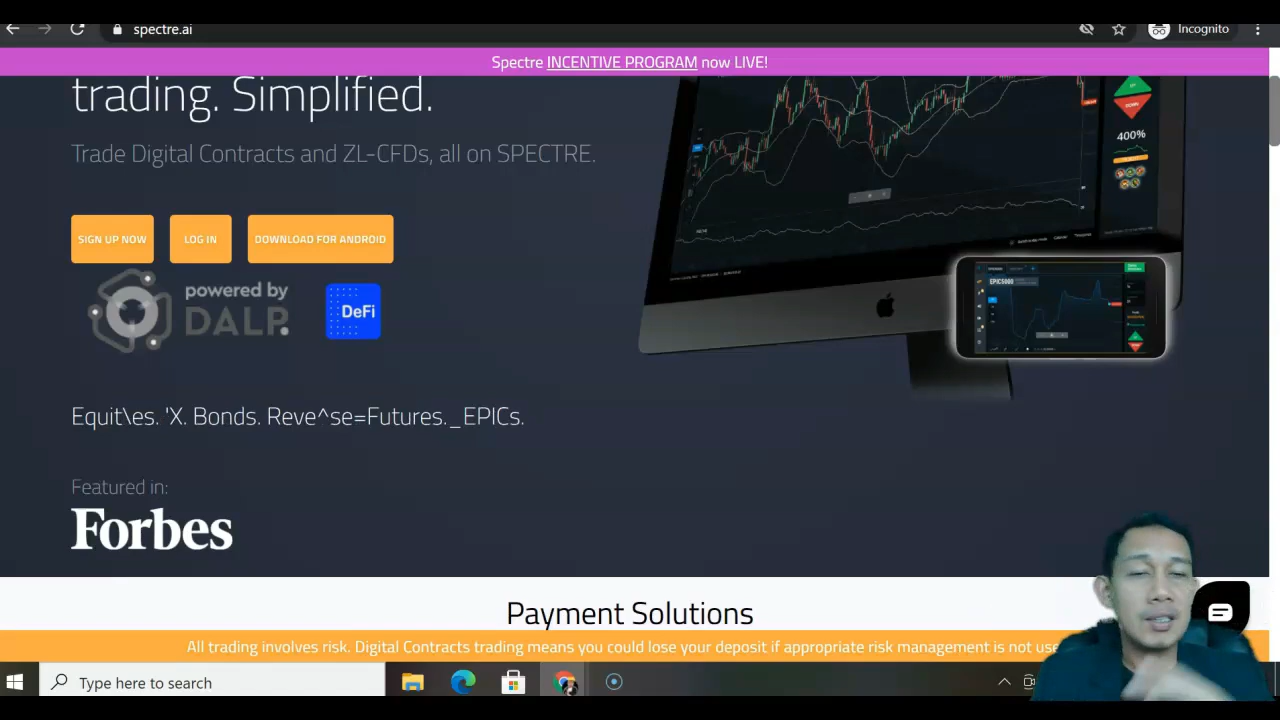 spectre.ai
Incognito
Spectre INCENTIVE PROGRAM now LIVE!
trading. Simplified.
Trade Digital Contracts and ZL-CFDs, all on SPECTRE.
UP
DOWN
400%
SIGN UP NOW
LOG IN
DOWNLOAD FOR ANDROID
powered by
DALP.
DeFi
EPIC5000
Equit\es. 'X. Bonds. Reve^se=Futures._EPICs.
Featured in:
Forbes
Payment Solutions
All trading involves risk. Digital Contracts trading means you could lose your deposit if appropriate risk management is not
Type here to search